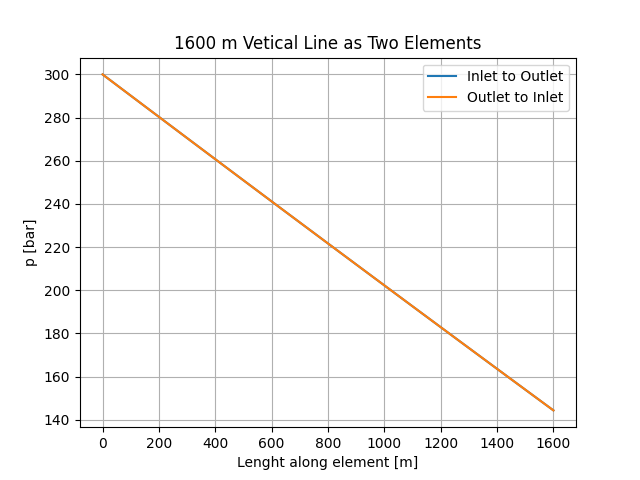 1600 m Vetical Line as Two Elements
Inlet to Outlet
Outlet to Inlet
p [bar]
300
280
260
240
220
200
180
160
140
0 200 400 600 800 1000 1200 1400 1600
Lenght along element [m]